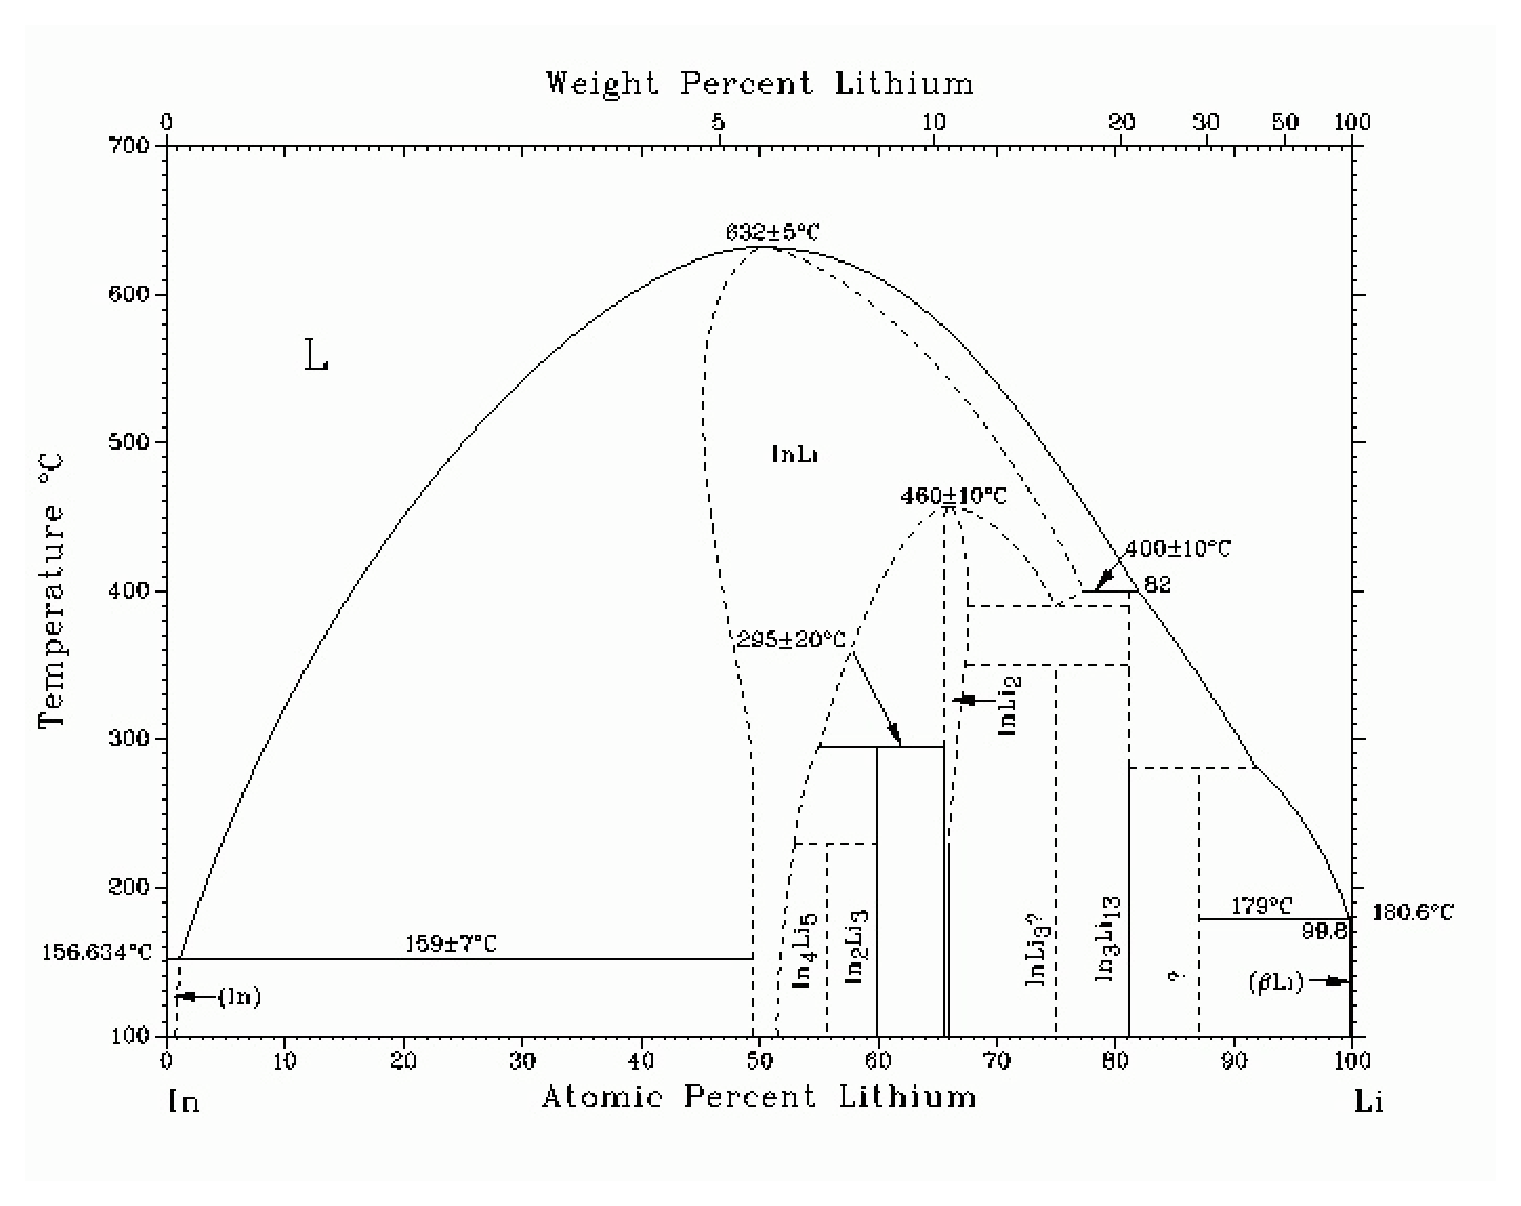 Weight Percent Lithium
0 5 10 20 30 50 100
700
632±5°C
600
L
500
InLi
460±10°C
400±10°C
400
82
295±20°C
InLi2
300
200
179°C
180.6°C
99.8
156.634°C
159±7°C
(In)
In4Li5
In2Li3
InLi3?
In3Li13
?
(βLi)
100
0 10 20 30 40 50 60 70 80 90 100
In
Atomic Percent Lithium
Li
Temperature °C